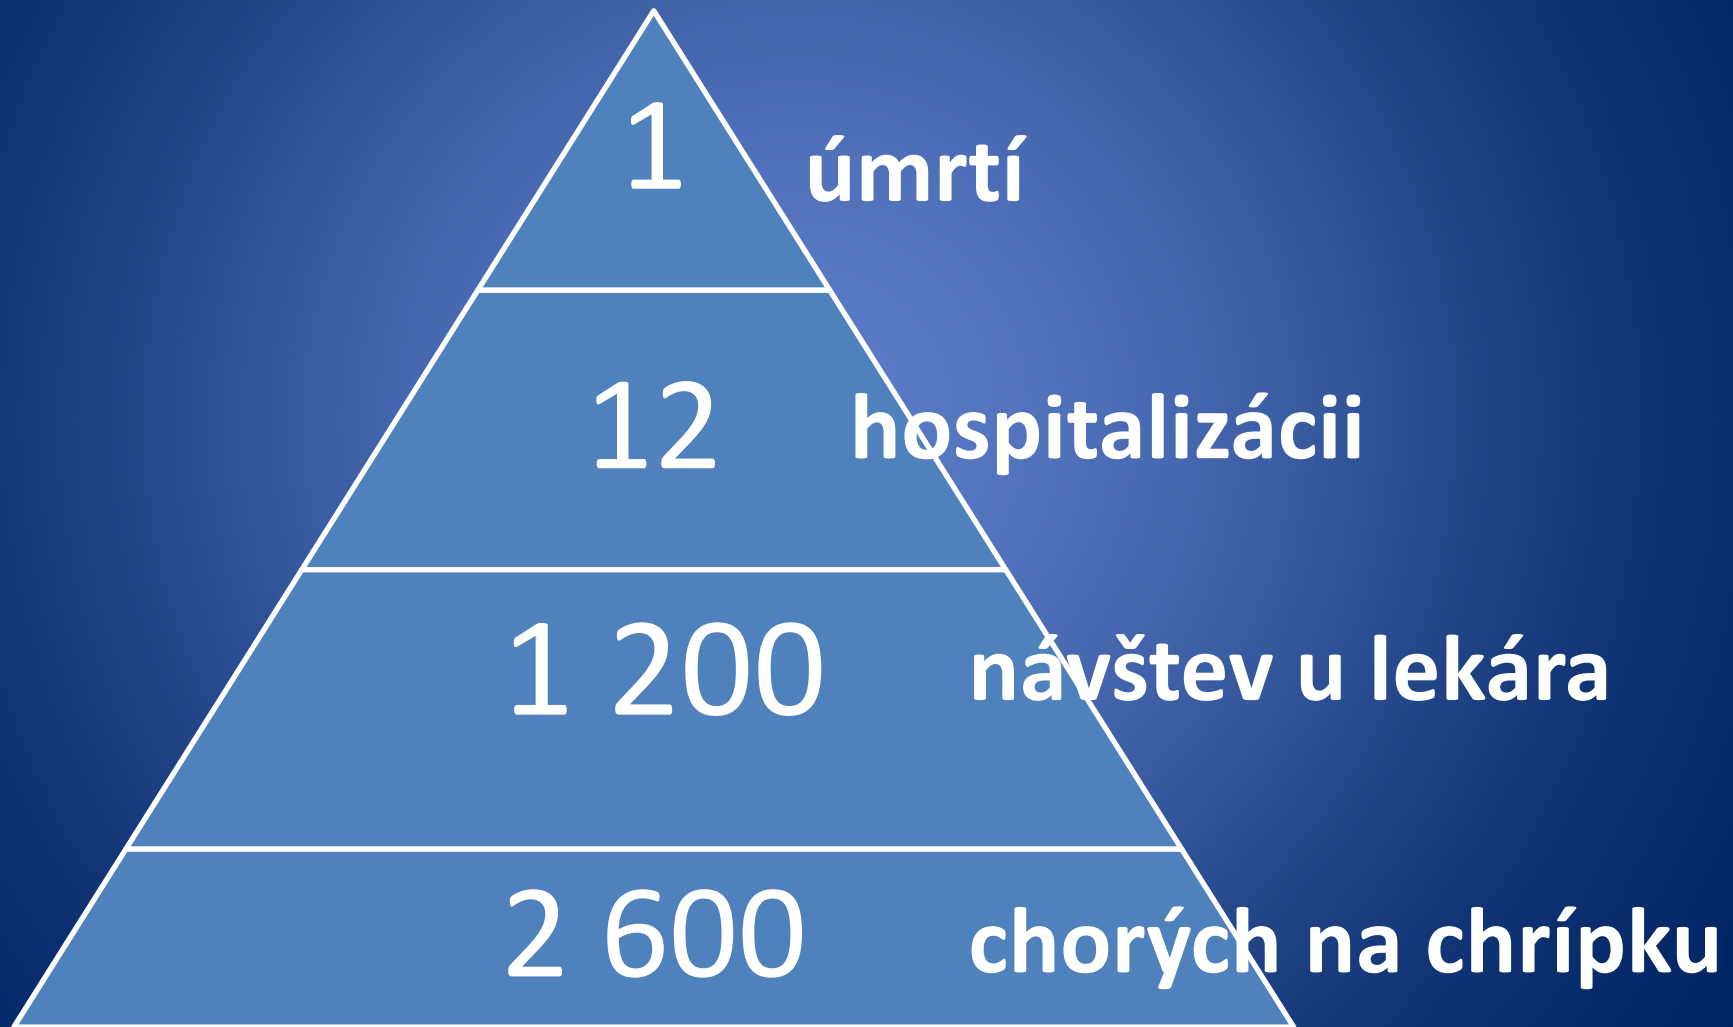 1 úmrtí
12 hospitalizácii
1 200 návštev u lekára
2 600 chorých na chrípku